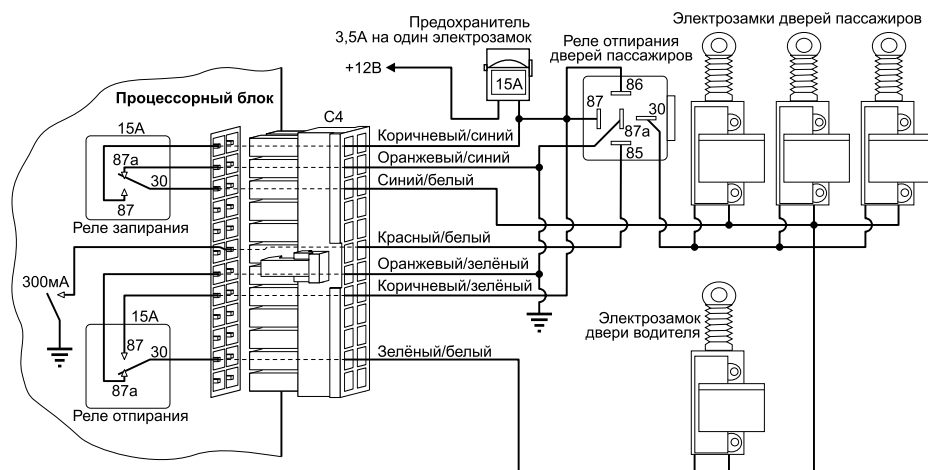 Предохранитель
3,5А на один электрозамок
Электрозамки дверей пассажиров
Реле отпирания
дверей пассажиров
+12В
15А
86
87
30
87а
85
Процессорный блок
С4
15А
87а
30
87
Реле запирания
Коричневый/синий
Оранжевый/синий
Синий/белый
Красный/белый
Оранжевый/зелёный
Коричневый/зелёный
Зелёный/белый
300мА
15А
87
30
87а
Реле отпирания
Электрозамок
двери водителя